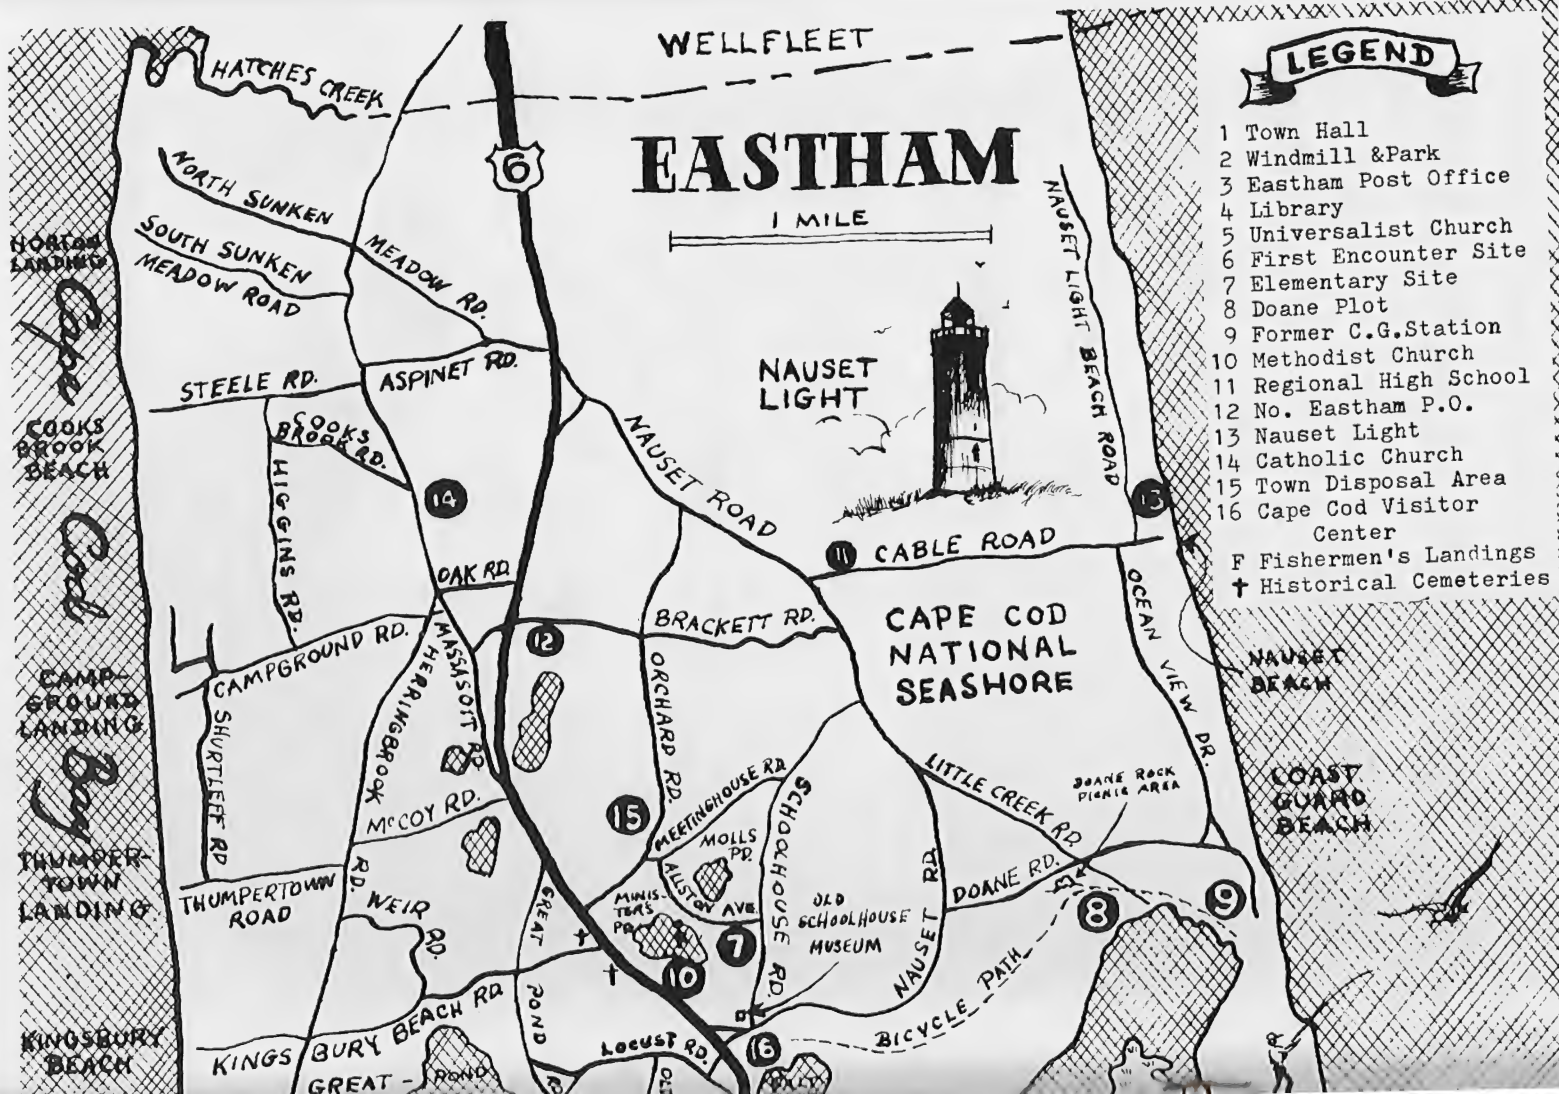 WELLFLEET
HATCHES CREEK
6
EASTHAM
1 MILE
NORTH SUNKEN
MEADOW RD.
SOUTH SUNKEN
MEADOW ROAD
NORTON
LANDING
Cape
Cod
Bay
NAUSET LIGHT BEACH ROAD
NAUSET
LIGHT
STEELE RD.
ASPINET RD.
COOKS
BROOK RD.
COOKS
BROOK
BEACH
HIGGINS RD.
14
NAUSET ROAD
13
11
CABLE ROAD
OAK RD.
OCEAN VIEW DR.
CAPE COD
NATIONAL
SEASHORE
BRACKETT RD.
12
CAMPGROUND RD.
MASSASOIT RD.
HERRINGBROOK
RD.
ORCHARD RD.
NAUSET
BEACH
CAMP-
GROUND
LANDING
SHURTLEFF RD
McCOY RD.
15
MEETINGHOUSE RD.
SCHOOLHOUSE RD.
LITTLE CREEK RD.
DOANE ROCK
PICNIC AREA
COAST
GUARD
BEACH
MOLLS
PD.
ALLSTON AVE.
MINIS-
TER'S
PD.
THUMPER-
TOWN
LANDING
THUMPERTOWN
ROAD
WEIR
RD.
GREAT
POND
RD
DOANE RD.
8
9
7
10
OLD
SCHOOLHOUSE
MUSEUM
NAUSET RD.
BICYCLE PATH
KINGSBURY
BEACH
KINGSBURY BEACH RD.
LOCUST RD.
16
GREAT-
POND
OLD
SALT
LEGEND
1 Town Hall
2 Windmill &Park
3 Eastham Post Office
4 Library
5 Universalist Church
6 First Encounter Site
7 Elementary Site
8 Doane Plot
9 Former C.G.Station
10 Methodist Church
11 Regional High School
12 No. Eastham P.O.
13 Nauset Light
14 Catholic Church
15 Town Disposal Area
16 Cape Cod Visitor
Center
F Fishermen's Landings
✝ Historical Cemeteries